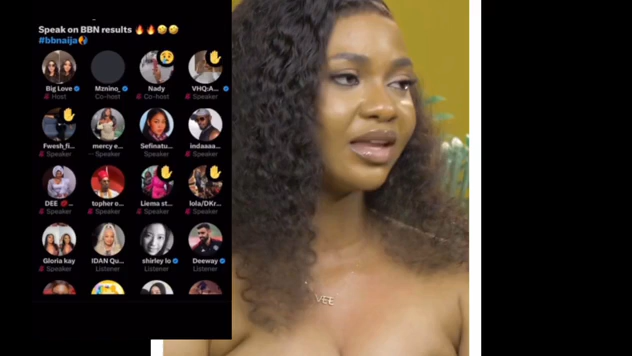 Speak on BBN results 🔥🔥🤣🤣
#bbnaija
Big Love Mznino_ Nady VHQ:A...
Host Co-host Co-host Speaker
Fwesh_fi... mercy e... Sefinatu... indaaaa...
Speaker Speaker Speaker Speaker
DEE 💋... topher o... Liema st... lola/DKr...
Speaker Speaker Speaker Speaker
Gloria kay IDAN Qu... shirley lo Deeway
Speaker Listener Listener Listener
VEE